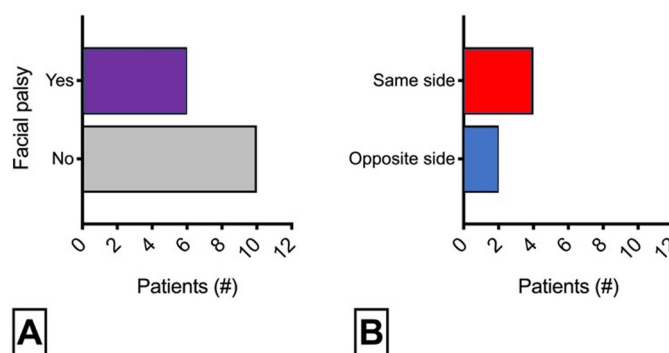 Facial palsy
Yes
No
0 2 4 6 8 10 12
Patients (#)
A
Same side
Opposite side
0 2 4 6 8 10 12
Patients (#)
B